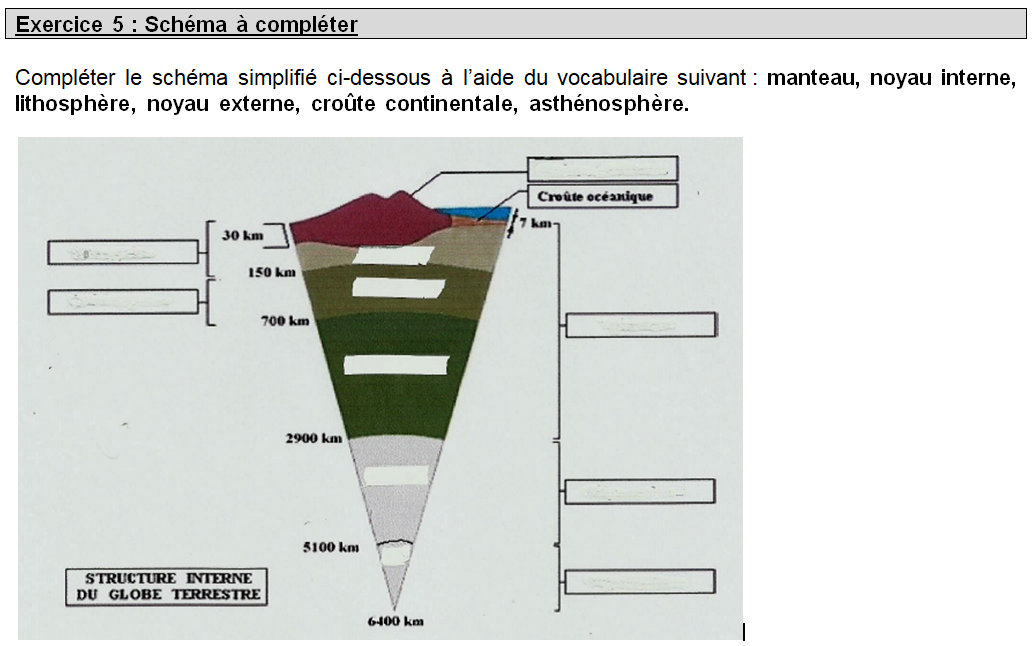 Exercice 5 : Schéma à compléter
Compléter le schéma simplifié ci-dessous à l'aide du vocabulaire suivant : manteau, noyau interne,
lithosphère, noyau externe, croûte continentale, asthénosphère.
Croûte océanique
7 km
30 km
150 km
700 km
2900 km
5100 km
6400 km
STRUCTURE INTERNE
DU GLOBE TERRESTRE